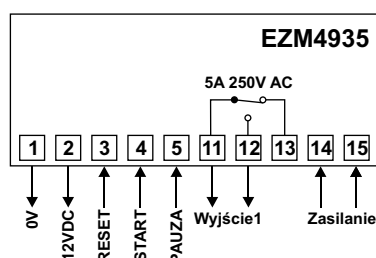 EZM4935
5A 250V AC
1 2 3 4 5 11 12 13 14 15
0V
12VDC
RESET
START
PAUZA
Wyjście1
Zasilanie